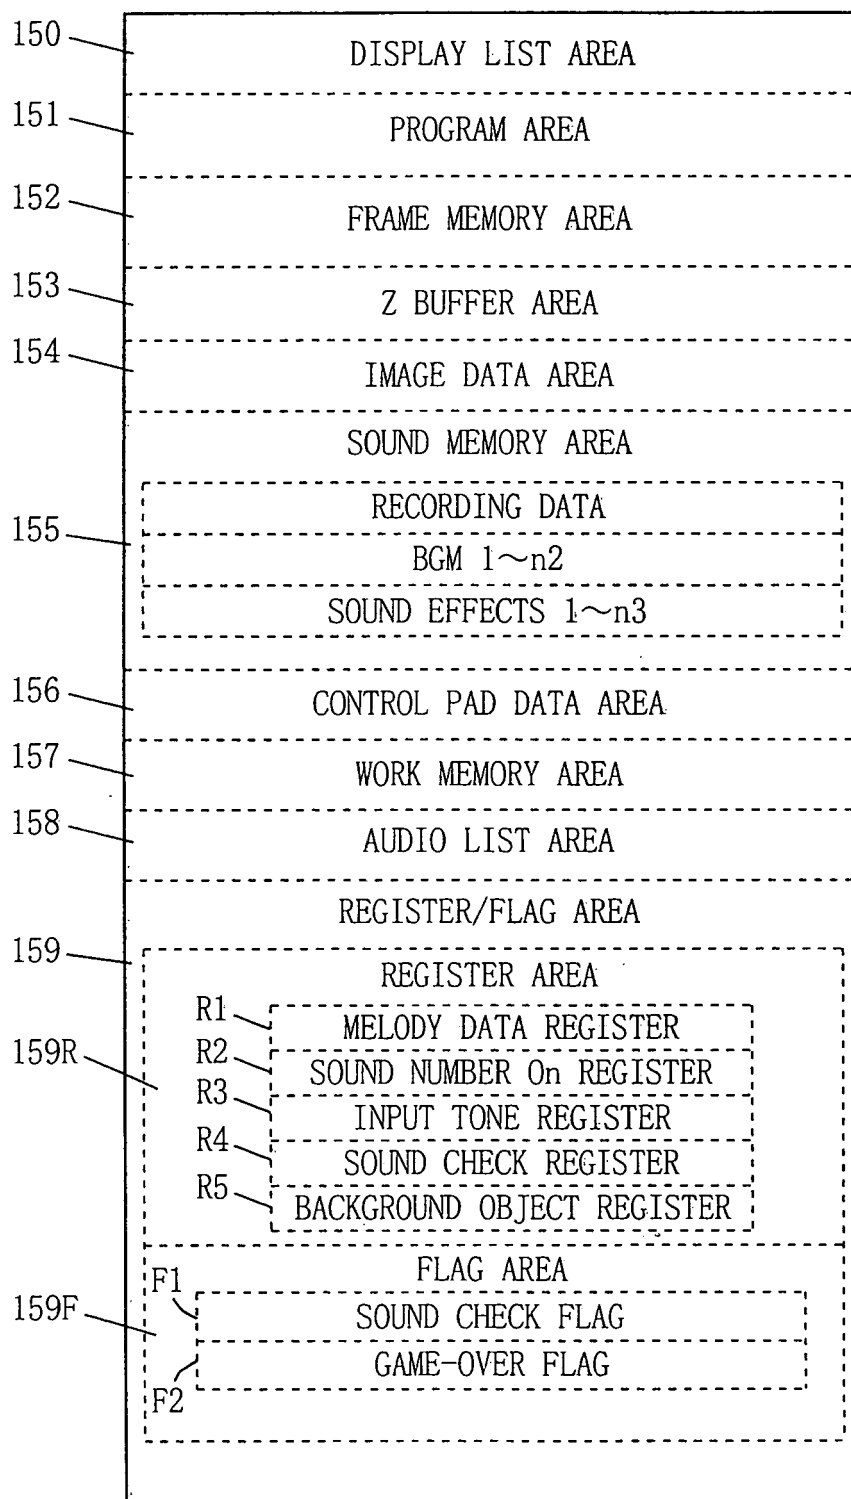 150 DISPLAY LIST AREA
151 PROGRAM AREA
152 FRAME MEMORY AREA
153 Z BUFFER AREA
154 IMAGE DATA AREA
SOUND MEMORY AREA
RECORDING DATA
155 BGM 1~n2
SOUND EFFECTS 1~n3
156 CONTROL PAD DATA AREA
157 WORK MEMORY AREA
158 AUDIO LIST AREA
REGISTER/FLAG AREA
159 REGISTER AREA
R1 MELODY DATA REGISTER
159R R2 SOUND NUMBER On REGISTER
R3 INPUT TONE REGISTER
R4 SOUND CHECK REGISTER
R5 BACKGROUND OBJECT REGISTER
FLAG AREA
159F F1 SOUND CHECK FLAG
F2 GAME-OVER FLAG